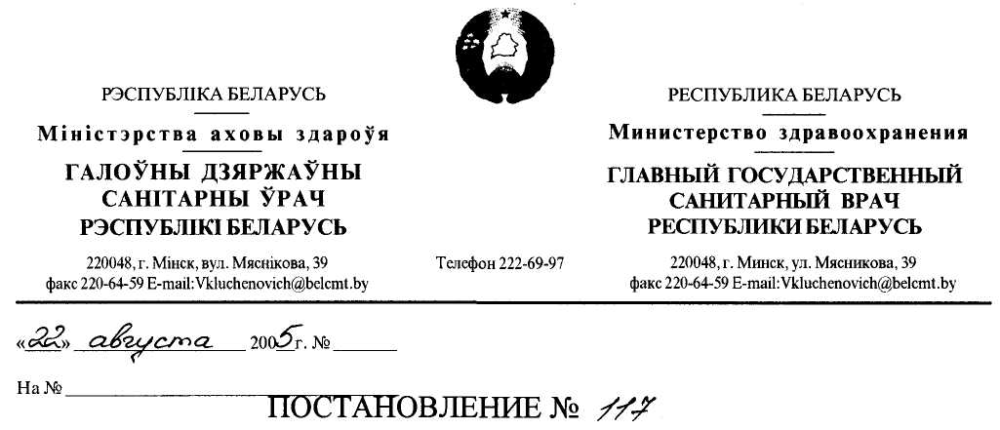 РЭСПУБЛІКА БЕЛАРУСЬ
Міністэрства аховы здароўя
ГАЛОЎНЫ ДЗЯРЖАЎНЫ
САНІТАРНЫ ЎРАЧ
РЭСПУБЛІКІ БЕЛАРУСЬ
220048, г. Мінск, вул. Мяснікова, 39
факс 220-64-59 E-mail:Vkluchenovich@belcmt.by
Телефон 222-69-97
РЕСПУБЛИКА БЕЛАРУСЬ
Министерство здравоохранения
ГЛАВНЫЙ ГОСУДАРСТВЕННЫЙ
САНИТАРНЫЙ ВРАЧ
РЕСПУБЛИКИ БЕЛАРУСЬ
220048, г. Минск, ул. Мясникова, 39
факс 220-64-59 E-mail:Vkluchenovich@belcmt.by
«22» августа 2005 г. №
На №
ПОСТАНОВЛЕНИЕ № 117